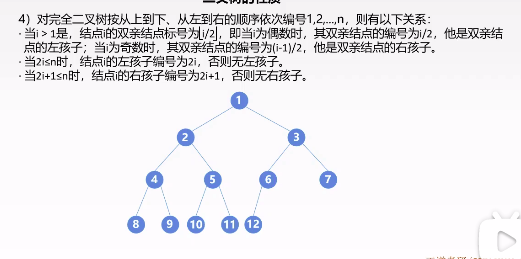 4）对完全二叉树按从上到下、从左到右的顺序依次编号1,2,...,n，则有以下关系：
·当i > 1是，结点i的双亲结点标号为⌊i/2⌋，即当i为偶数时，其双亲结点的编号为i/2，他是双亲结
点的左孩子；当i为奇数时，其双亲结点的编号为(i-1)/2，他是双亲结点的右孩子。
·当2i≤n时，结点i的左孩子编号为2i，否则无左孩子。
·当2i+1≤n时，结点i的右孩子编号为2i+1，否则无右孩子。
1
2 3
4 5 6 7
8 9 10 11 12